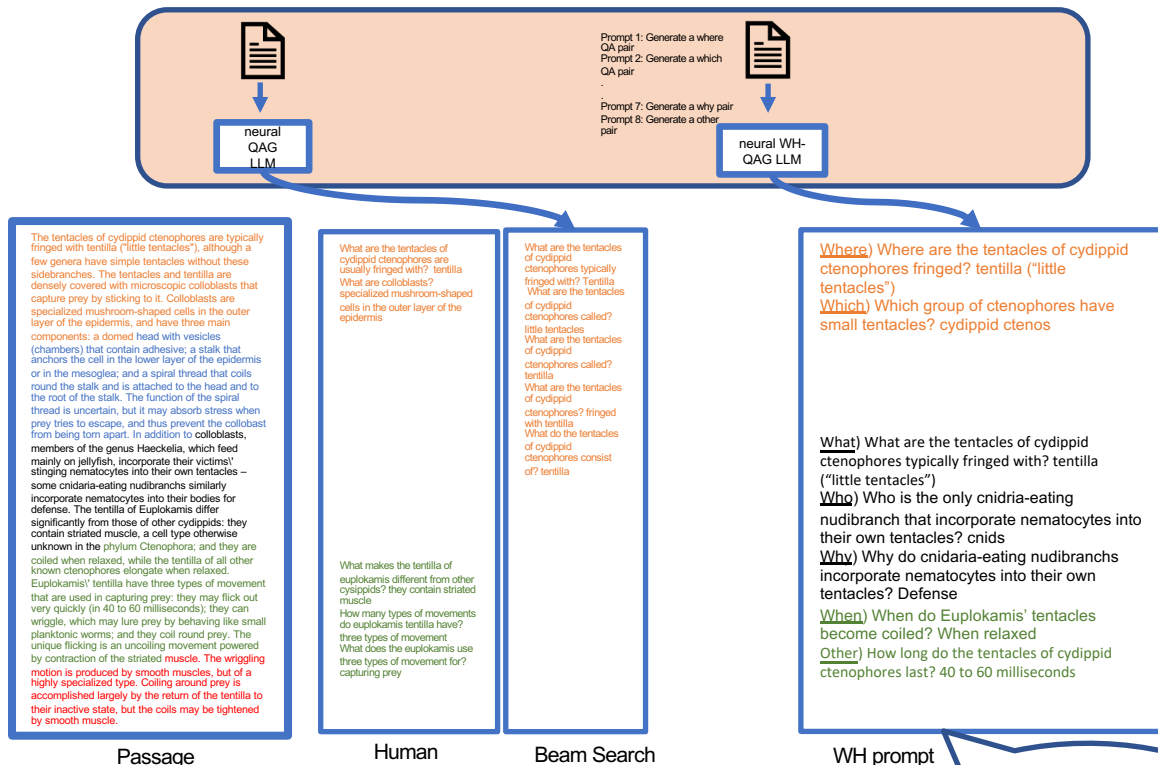 Prompt 1: Generate a where
QA pair
Prompt 2: Generate a which
QA pair
.
.
Prompt 7: Generate a why pair
Prompt 8: Generate a other
pair
neural
QAG
LLM
neural WH-
QAG LLM
The tentacles of cydippid ctenophores are typically
fringed with tentilla ("little tentacles"), although a
few genera have simple tentacles without these
sidebranches. The tentacles and tentilla are
densely covered with microscopic colloblasts that
capture prey by sticking to it. Colloblasts are
specialized mushroom-shaped cells in the outer
layer of the epidermis, and have three main
components: a domed head with vesicles
(chambers) that contain adhesive; a stalk that
anchors the cell in the lower layer of the epidermis
or in the mesoglea; and a spiral thread that coils
round the stalk and is attached to the head and to
the root of the stalk. The function of the spiral
thread is uncertain, but it may absorb stress when
prey tries to escape, and thus prevent the collobast
from being torn apart. In addition to colloblasts,
members of the genus Haeckelia, which feed
mainly on jellyfish, incorporate their victims\'
stinging nematocytes into their own tentacles –
some cnidaria-eating nudibranchs similarly
incorporate nematocytes into their bodies for
defense. The tentilla of Euplokamis differ
significantly from those of other cydippids: they
contain striated muscle, a cell type otherwise
unknown in the phylum Ctenophora; and they are
coiled when relaxed, while the tentilla of all other
known ctenophores elongate when relaxed.
Euplokamis\' tentilla have three types of movement
that are used in capturing prey: they may flick out
very quickly (in 40 to 60 milliseconds); they can
wriggle, which may lure prey by behaving like small
planktonic worms; and they coil round prey. The
unique flicking is an uncoiling movement powered
by contraction of the striated muscle. The wriggling
motion is produced by smooth muscles, but of a
highly specialized type. Coiling around prey is
accomplished largely by the return of the tentilla to
their inactive state, but the coils may be tightened
by smooth muscle.
Passage
What are the tentacles of
cydippid ctenophores are
usually fringed with? tentilla
What are colloblasts?
specialized mushroom-shaped
cells in the outer layer of the
epidermis
What makes the tentilla of
euplokamis different from other
cysippids? they contain striated
muscle
How many types of movements
do euplokamis tentilla have?
three types of movement
What does the euplokamis use
three types of movement for?
capturing prey
Human
What are the tentacles
of cydippid
ctenophores typically
fringed with? Tentilla
What are the tentacles
of cydippid
ctenophores called?
little tentacles
What are the tentacles
of cydippid
ctenophores called?
tentilla
What are the tentacles
of cydippid
ctenophores? fringed
with tentilla
What do the tentacles
of cydippid
ctenophores consist
of? tentilla
Beam Search
Where) Where are the tentacles of cydippid
ctenophores fringed? tentilla (“little
tentacles”)
Which) Which group of ctenophores have
small tentacles? cydippid ctenos
What) What are the tentacles of cydippid
ctenophores typically fringed with? tentilla
(“little tentacles”)
Who) Who is the only cnidria-eating
nudibranch that incorporate nematocytes into
their own tentacles? cnids
Why) Why do cnidaria-eating nudibranchs
incorporate nematocytes into their own
tentacles? Defense
When) When do Euplokamis’ tentacles
become coiled? When relaxed
Other) How long do the tentacles of cydippid
ctenophores last? 40 to 60 milliseconds
WH prompt